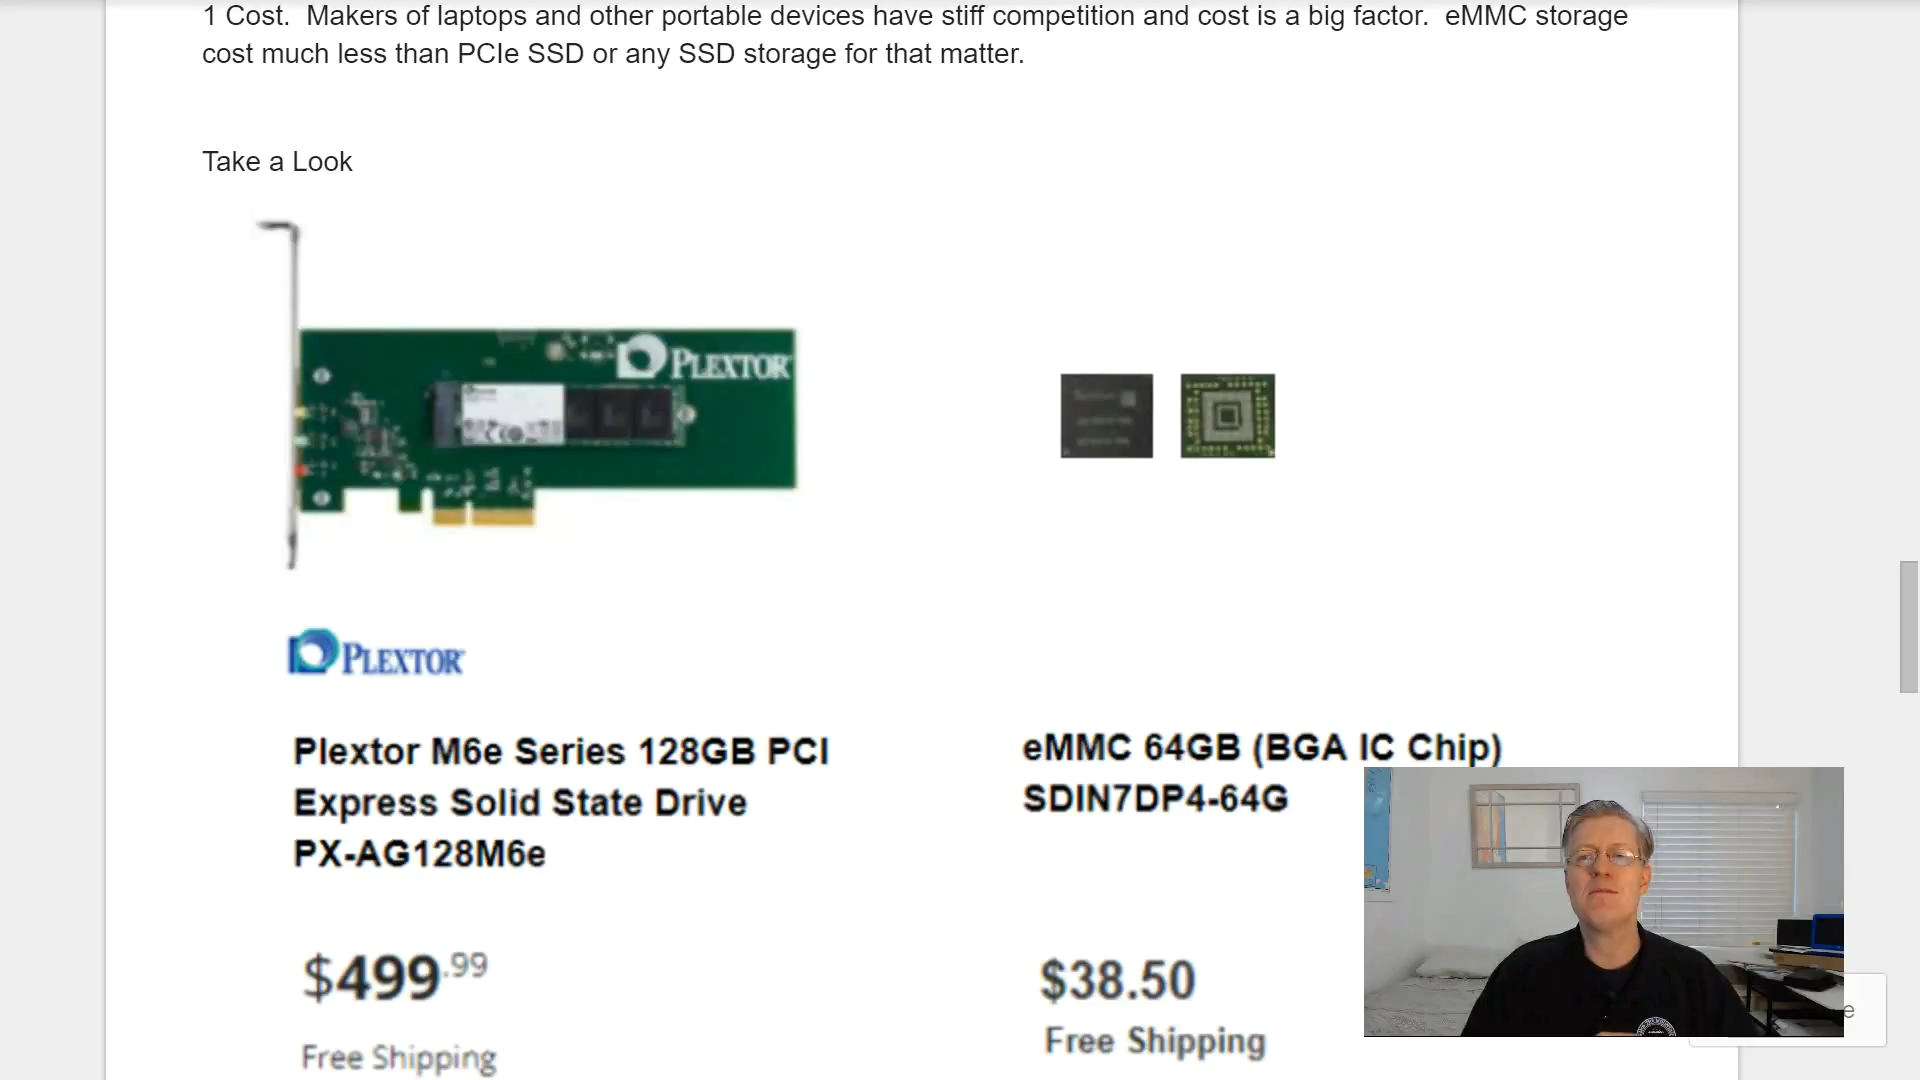 1 Cost.  Makers of laptops and other portable devices have stiff competition and cost is a big factor.  eMMC storage
cost much less than PCIe SSD or any SSD storage for that matter.
Take a Look
PLEXTOR
PLEXTOR
Plextor M6e Series 128GB PCI
Express Solid State Drive
PX-AG128M6e
$499.99
Free Shipping
eMMC 64GB (BGA IC Chip)
SDIN7DP4-64G
$38.50
Free Shipping